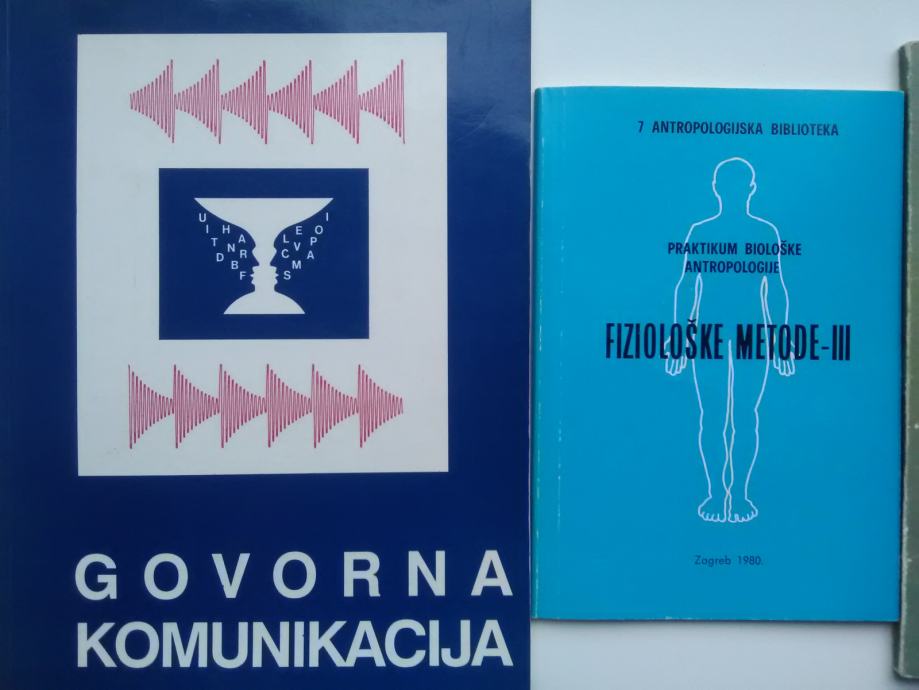 GOVORNA
KOMUNIKACIJA
7 ANTROPOLOGIJSKA BIBLIOTEKA
PRAKTIKUM BIOLOŠKE
ANTROPOLOGIJE
FIZIOLOŠKE METODE-III
Zagreb 1980.